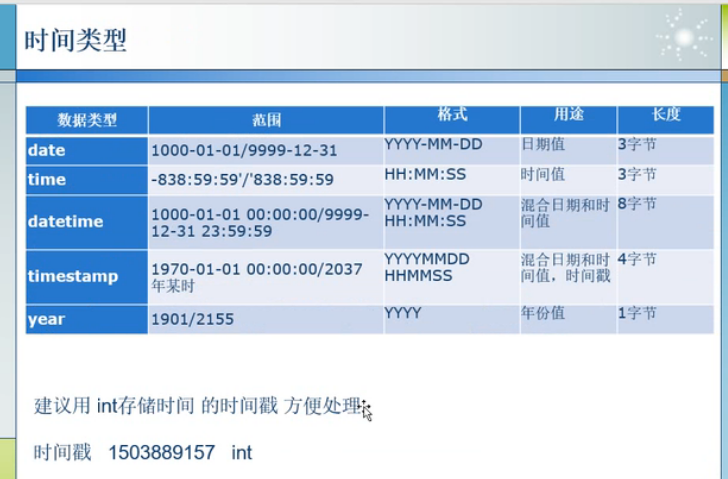 时间类型
数据类型 范围 格式 用途 长度
date 1000-01-01/9999-12-31 YYYY-MM-DD 日期值 3字节
time -838:59:59'/'838:59:59 HH:MM:SS 时间值 3字节
datetime 1000-01-01 00:00:00/9999-12-31 23:59:59 YYYY-MM-DD HH:MM:SS 混合日期和时间值 8字节
timestamp 1970-01-01 00:00:00/2037年某时 YYYYMMDD HHMMSS 混合日期和时间值，时间戳 4字节
year 1901/2155 YYYY 年份值 1字节
建议用 int存储时间 的时间戳 方便处理
时间戳 1503889157 int